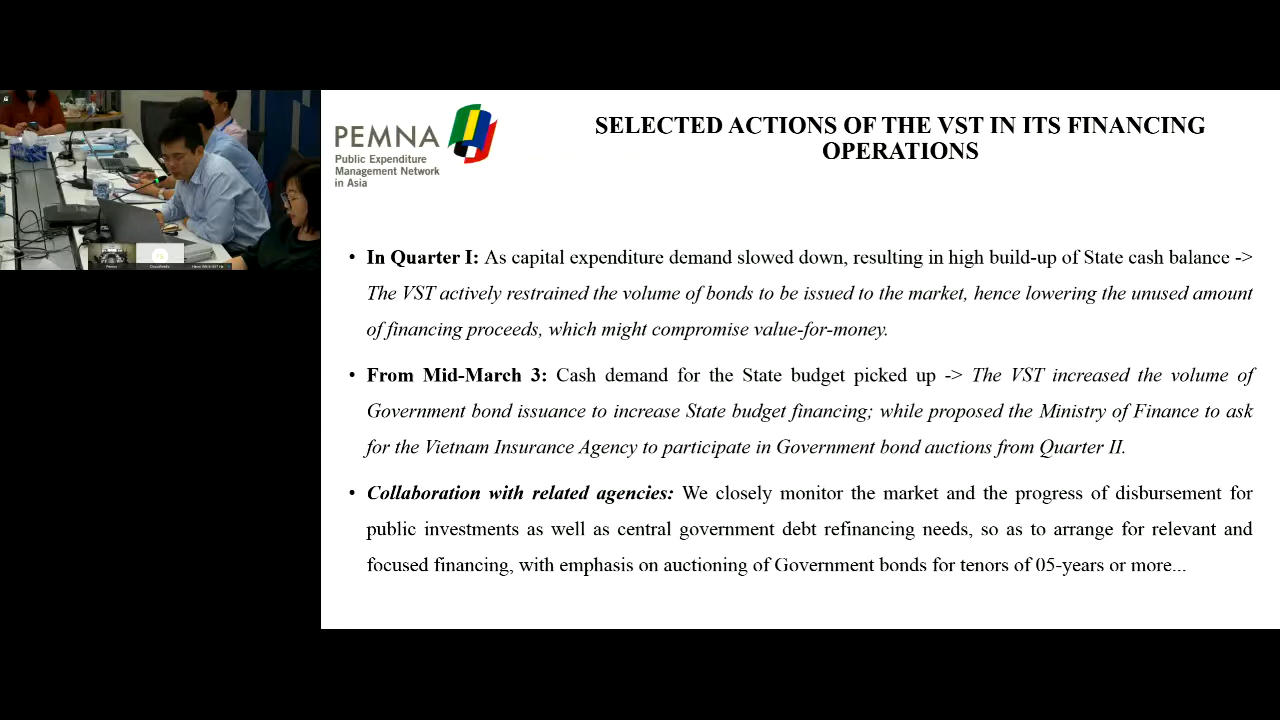 PEMNA
Public Expenditure
Management Network
in Asia
SELECTED ACTIONS OF THE VST IN ITS FINANCING
OPERATIONS
• In Quarter I: As capital expenditure demand slowed down, resulting in high build-up of State cash balance ->
The VST actively restrained the volume of bonds to be issued to the market, hence lowering the unused amount
of financing proceeds, which might compromise value-for-money.
• From Mid-March 3: Cash demand for the State budget picked up -> The VST increased the volume of
Government bond issuance to increase State budget financing; while proposed the Ministry of Finance to ask
for the Vietnam Insurance Agency to participate in Government bond auctions from Quarter II.
• Collaboration with related agencies: We closely monitor the market and the progress of disbursement for
public investments as well as central government debt refinancing needs, so as to arrange for relevant and
focused financing, with emphasis on auctioning of Government bonds for tenors of 05-years or more...